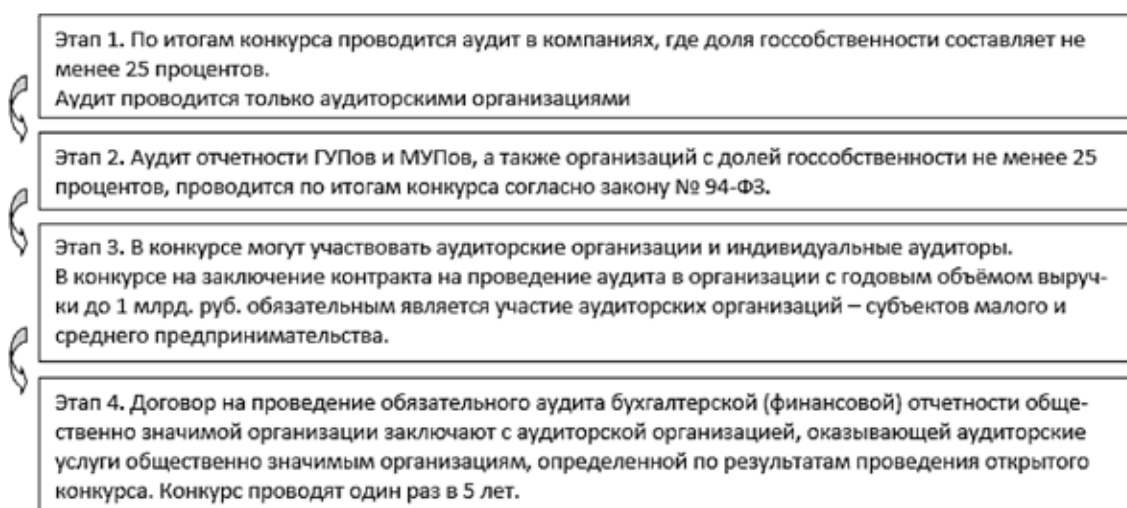 Этап 1. По итогам конкурса проводится аудит в компаниях, где доля госсобственности составляет не
менее 25 процентов.
Аудит проводится только аудиторскими организациями
Этап 2. Аудит отчетности ГУПов и МУПов, а также организаций с долей госсобственности не менее 25
процентов, проводится по итогам конкурса согласно закону № 94-ФЗ.
Этап 3. В конкурсе могут участвовать аудиторские организации и индивидуальные аудиторы.
В конкурсе на заключение контракта на проведение аудита в организации с годовым объёмом выруч-
ки до 1 млрд. руб. обязательным является участие аудиторских организаций – субъектов малого и
среднего предпринимательства.
Этап 4. Договор на проведение обязательного аудита бухгалтерской (финансовой) отчетности обще-
ственно значимой организации заключают с аудиторской организацией, оказывающей аудиторские
услуги общественно значимым организациям, определенной по результатам проведения открытого
конкурса. Конкурс проводят один раз в 5 лет.